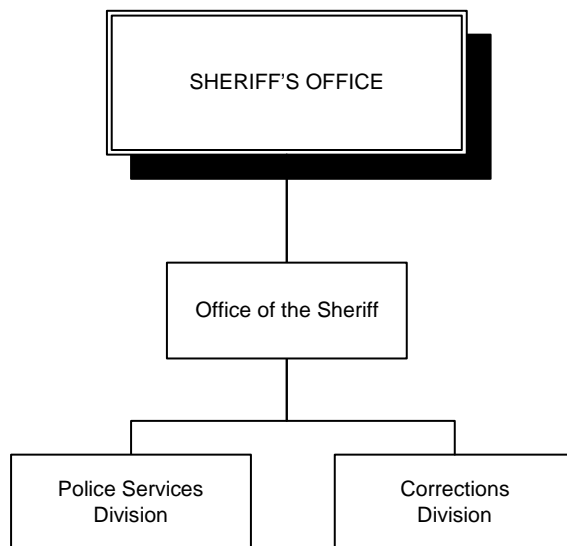 SHERIFF'S OFFICE
Office of the Sheriff
Police Services
Division
Corrections
Division